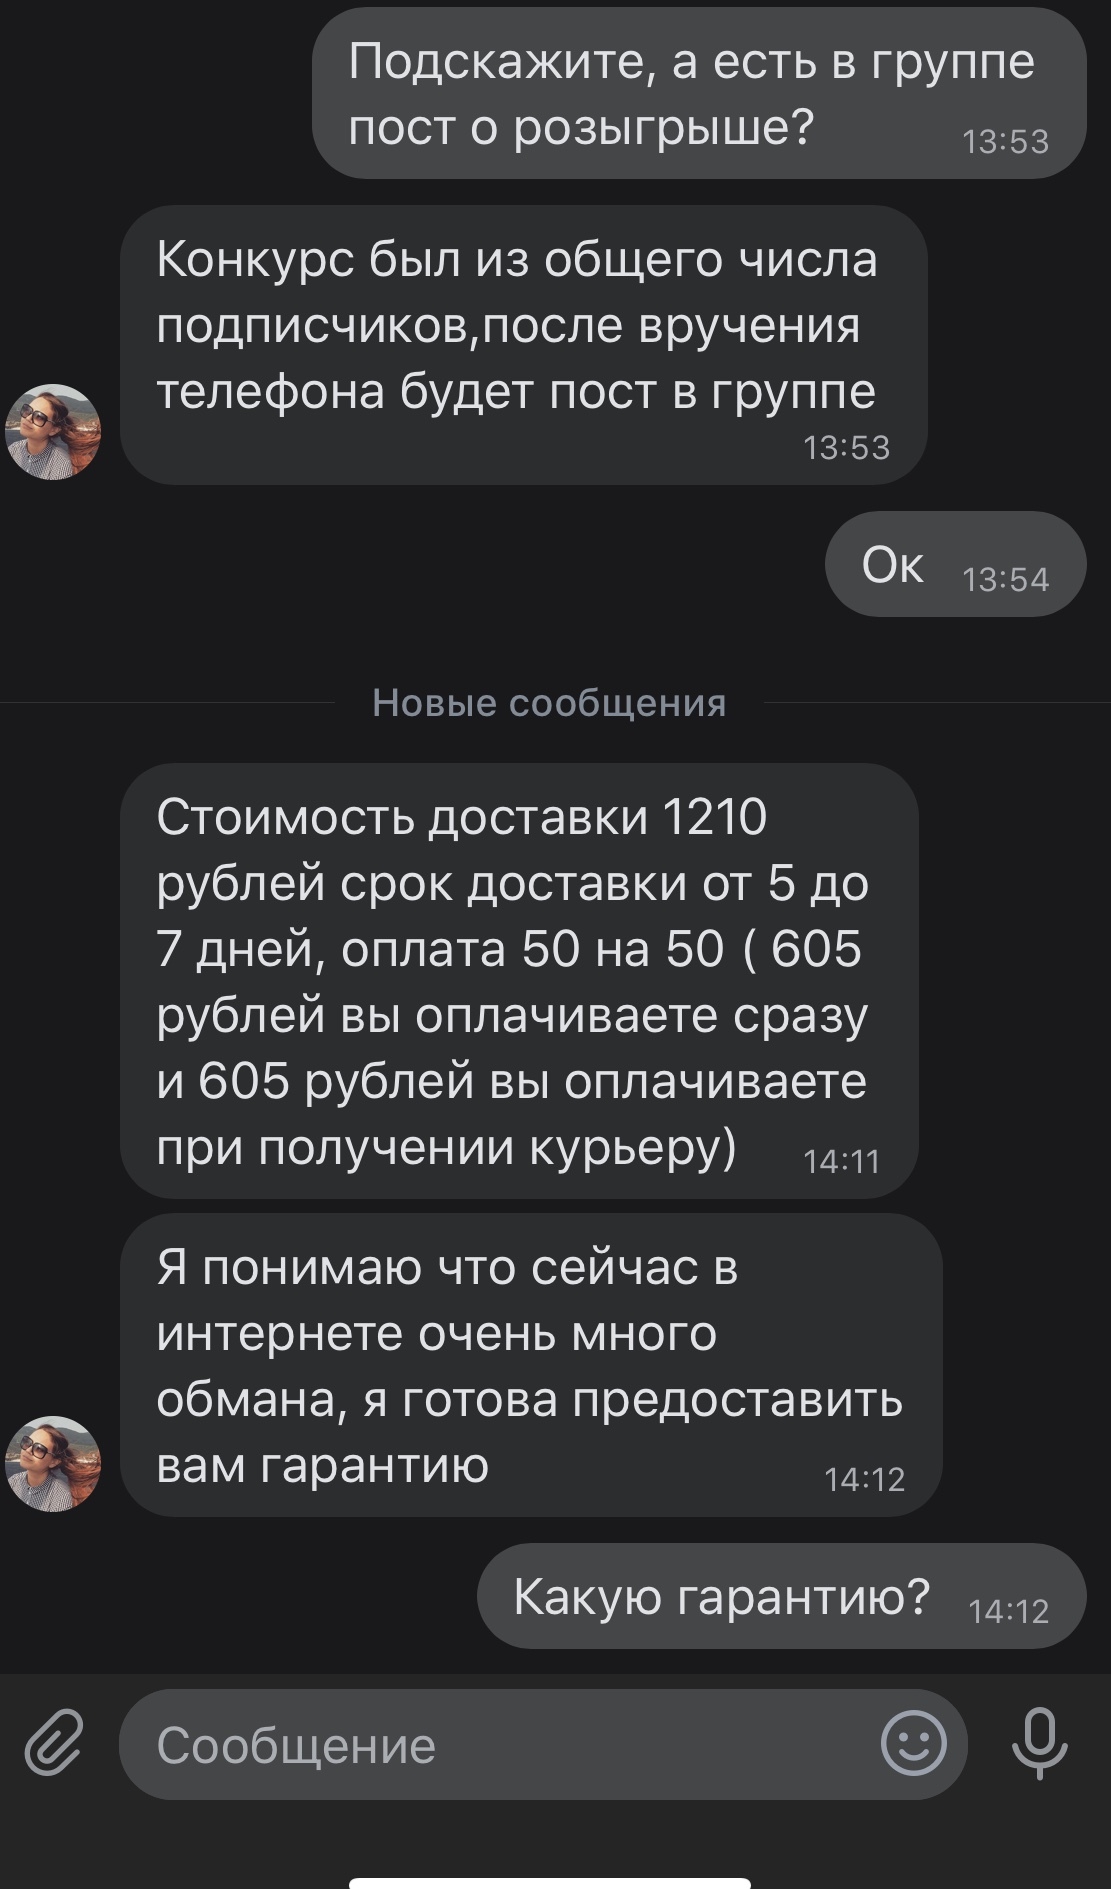 Подскажите, а есть в группе
пост о розыгрыше?
13:53
Конкурс был из общего числа
подписчиков,после вручения
телефона будет пост в группе
13:53
Ок 13:54
Новые сообщения
Стоимость доставки 1210
рублей срок доставки от 5 до
7 дней, оплата 50 на 50 ( 605
рублей вы оплачиваете сразу
и 605 рублей вы оплачиваете
при получении курьеру) 14:11
Я понимаю что сейчас в
интернете очень много
обмана, я готова предоставить
вам гарантию 14:12
Какую гарантию? 14:12
Сообщение